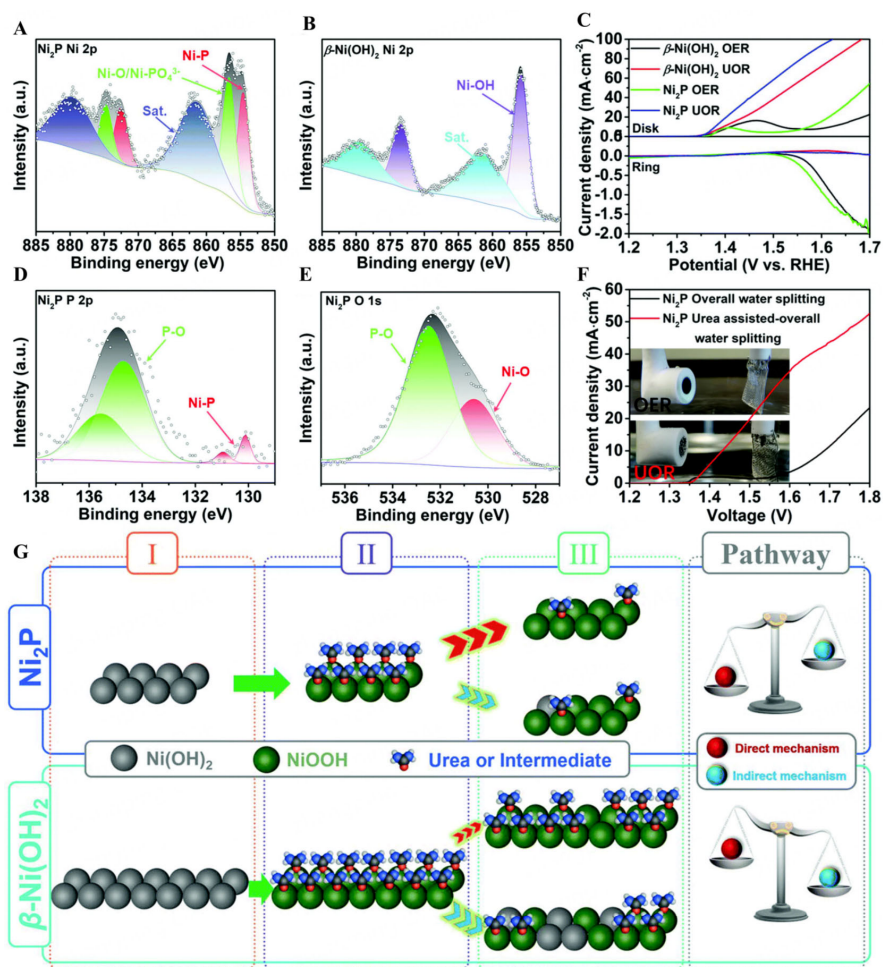 A
Ni₂P Ni 2p
Ni-O/Ni-PO₄³⁻
Ni-P
Sat.
Intensity (a.u.)
885 880 875 870 865 860 855 850
Binding energy (eV)
B
β-Ni(OH)₂ Ni 2p
Ni-OH
Sat.
Intensity (a.u.)
885 880 875 870 865 860 855 850
Binding energy (eV)
C
β-Ni(OH)₂ OER
β-Ni(OH)₂ UOR
Ni₂P OER
Ni₂P UOR
Disk
Ring
Current density (mA·cm⁻²)
100
80
60
40
20
0.5
0.0
-0.5
-1.0
-1.5
-2.0
1.2 1.3 1.4 1.5 1.6 1.7
Potential (V vs. RHE)
D
Ni₂P P 2p
P-O
Ni-P
Intensity (a.u.)
138 136 134 132 130
Binding energy (eV)
E
Ni₂P O 1s
P-O
Ni-O
Intensity (a.u.)
536 534 532 530 528
Binding energy (eV)
F
Ni₂P Overall water splitting
Ni₂P Urea assisted-overall
water splitting
OER
UOR
Current density (mA·cm⁻²)
60
50
40
30
20
10
0
1.2 1.3 1.4 1.5 1.6 1.7 1.8
Voltage (V)
G
I
II
III
Pathway
Ni₂P
Ni(OH)₂
NiOOH
Urea or Intermediate
Direct mechanism
Indirect mechanism
β-Ni(OH)₂